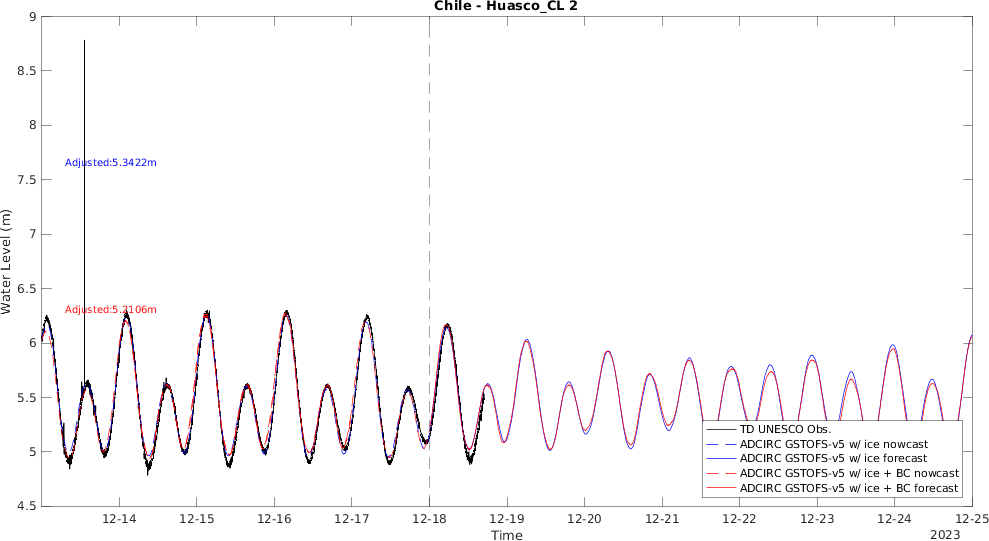 Chile - Huasco_CL 2
9
8.5
8
7.5
7
6.5
6
5.5
5
4.5
Water Level (m)
Adjusted:5.3422m
Adjusted:5.2106m
TD UNESCO Obs.
ADCIRC GSTOFS-v5 w/ ice nowcast
ADCIRC GSTOFS-v5 w/ ice forecast
ADCIRC GSTOFS-v5 w/ ice + BC nowcast
ADCIRC GSTOFS-v5 w/ ice + BC forecast
12-14 12-15 12-16 12-17 12-18 12-19 12-20 12-21 12-22 12-23 12-24 12-25
Time
2023